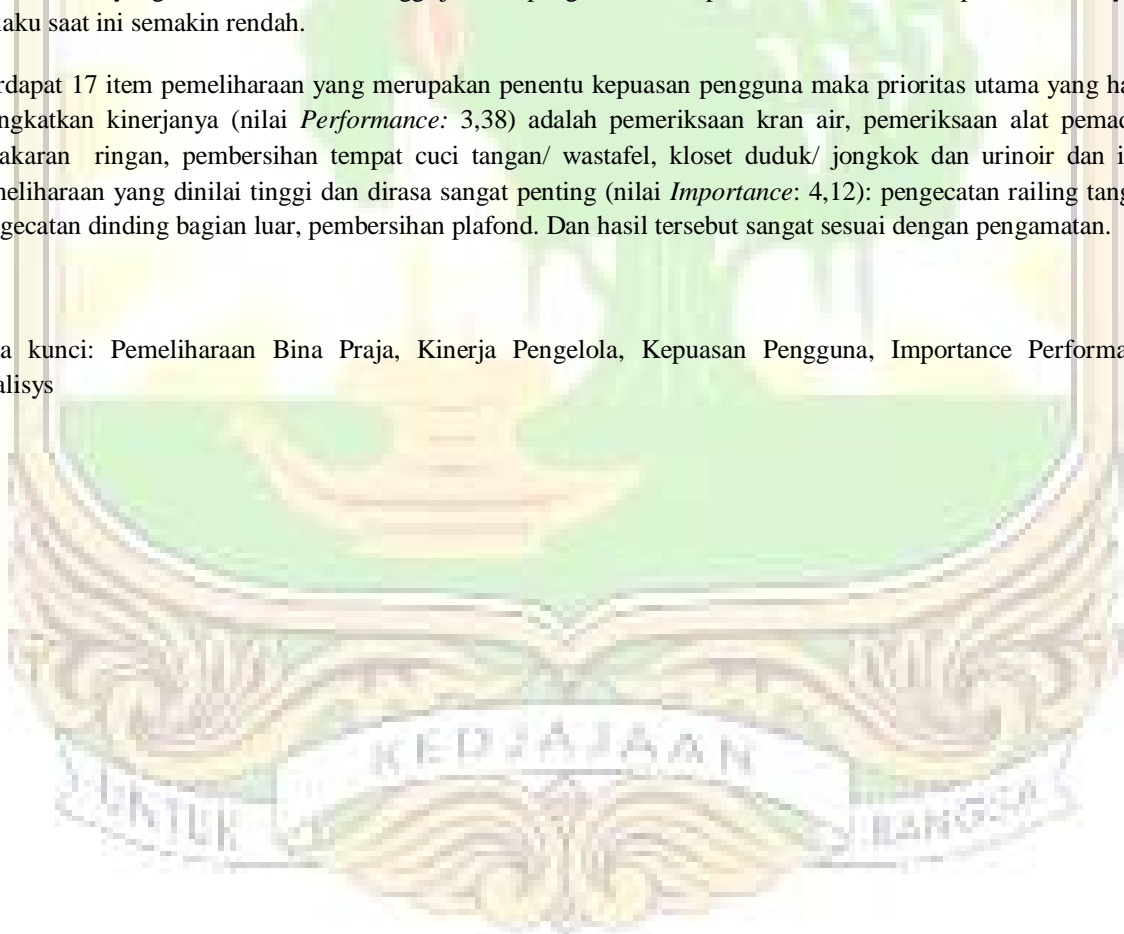 laku saat ini semakin rendah.
rdapat 17 item pemeliharaan yang merupakan penentu kepuasan pengguna maka prioritas utama yang ha
ngkatkan kinerjanya (nilai Performance: 3,38) adalah pemeriksaan kran air, pemeriksaan alat pemad
akaran ringan, pembersihan tempat cuci tangan/ wastafel, kloset duduk/ jongkok dan urinoir dan i
meliharaan yang dinilai tinggi dan dirasa sangat penting (nilai Importance: 4,12): pengecatan railing tang
gecatan dinding bagian luar, pembersihan plafond. Dan hasil tersebut sangat sesuai dengan pengamatan.
a kunci: Pemeliharaan Bina Praja, Kinerja Pengelola, Kepuasan Pengguna, Importance Performa
alisys
KEDJAJAAN
UNTUK
BANGSA